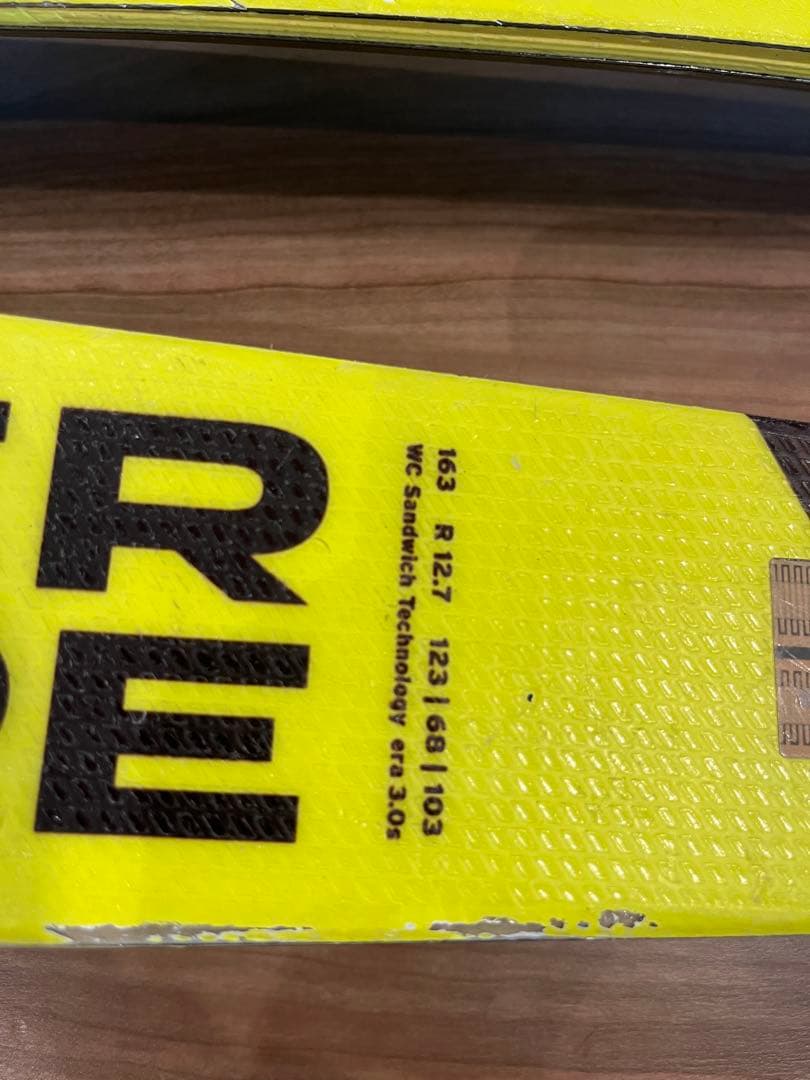 R
E
163 R 12.7 123 | 68 | 103
WC Sandwich Technology era 3.0s